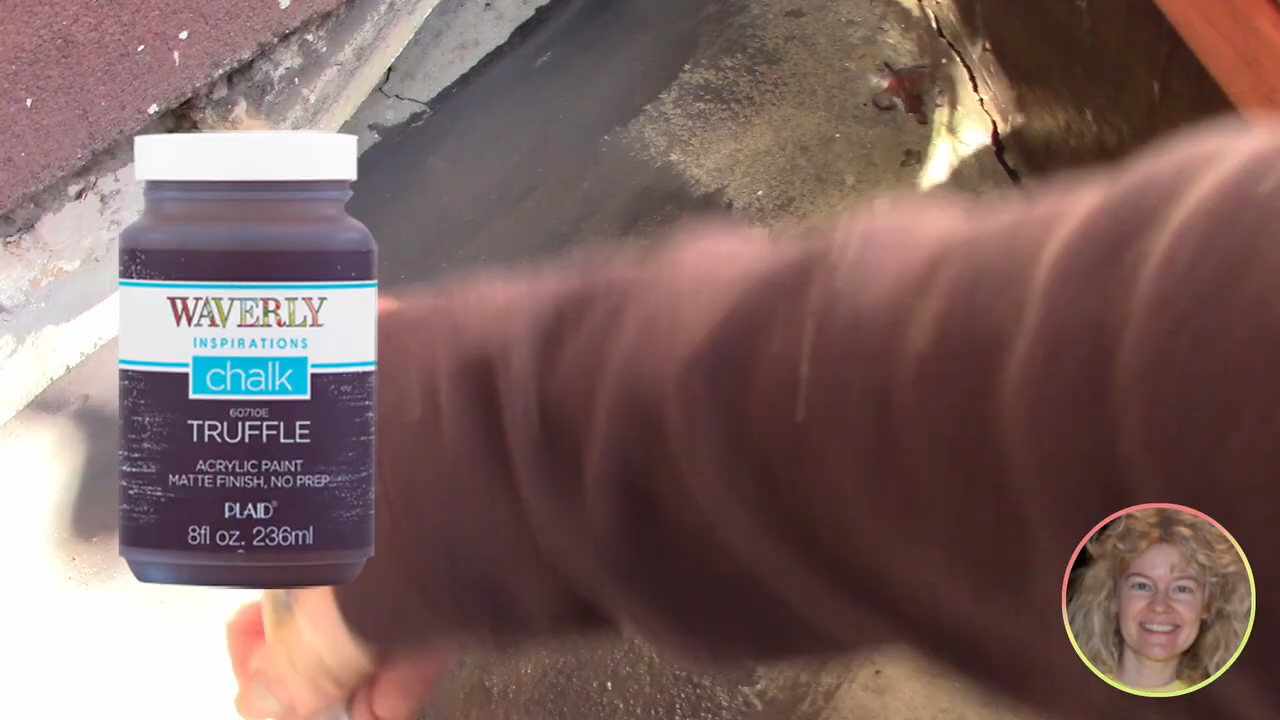 WAVERLY
INSPIRATIONS
chalk
60710E
TRUFFLE
ACRYLIC PAINT
MATTE FINISH, NO PREP
PLAID®
8fl oz. 236ml